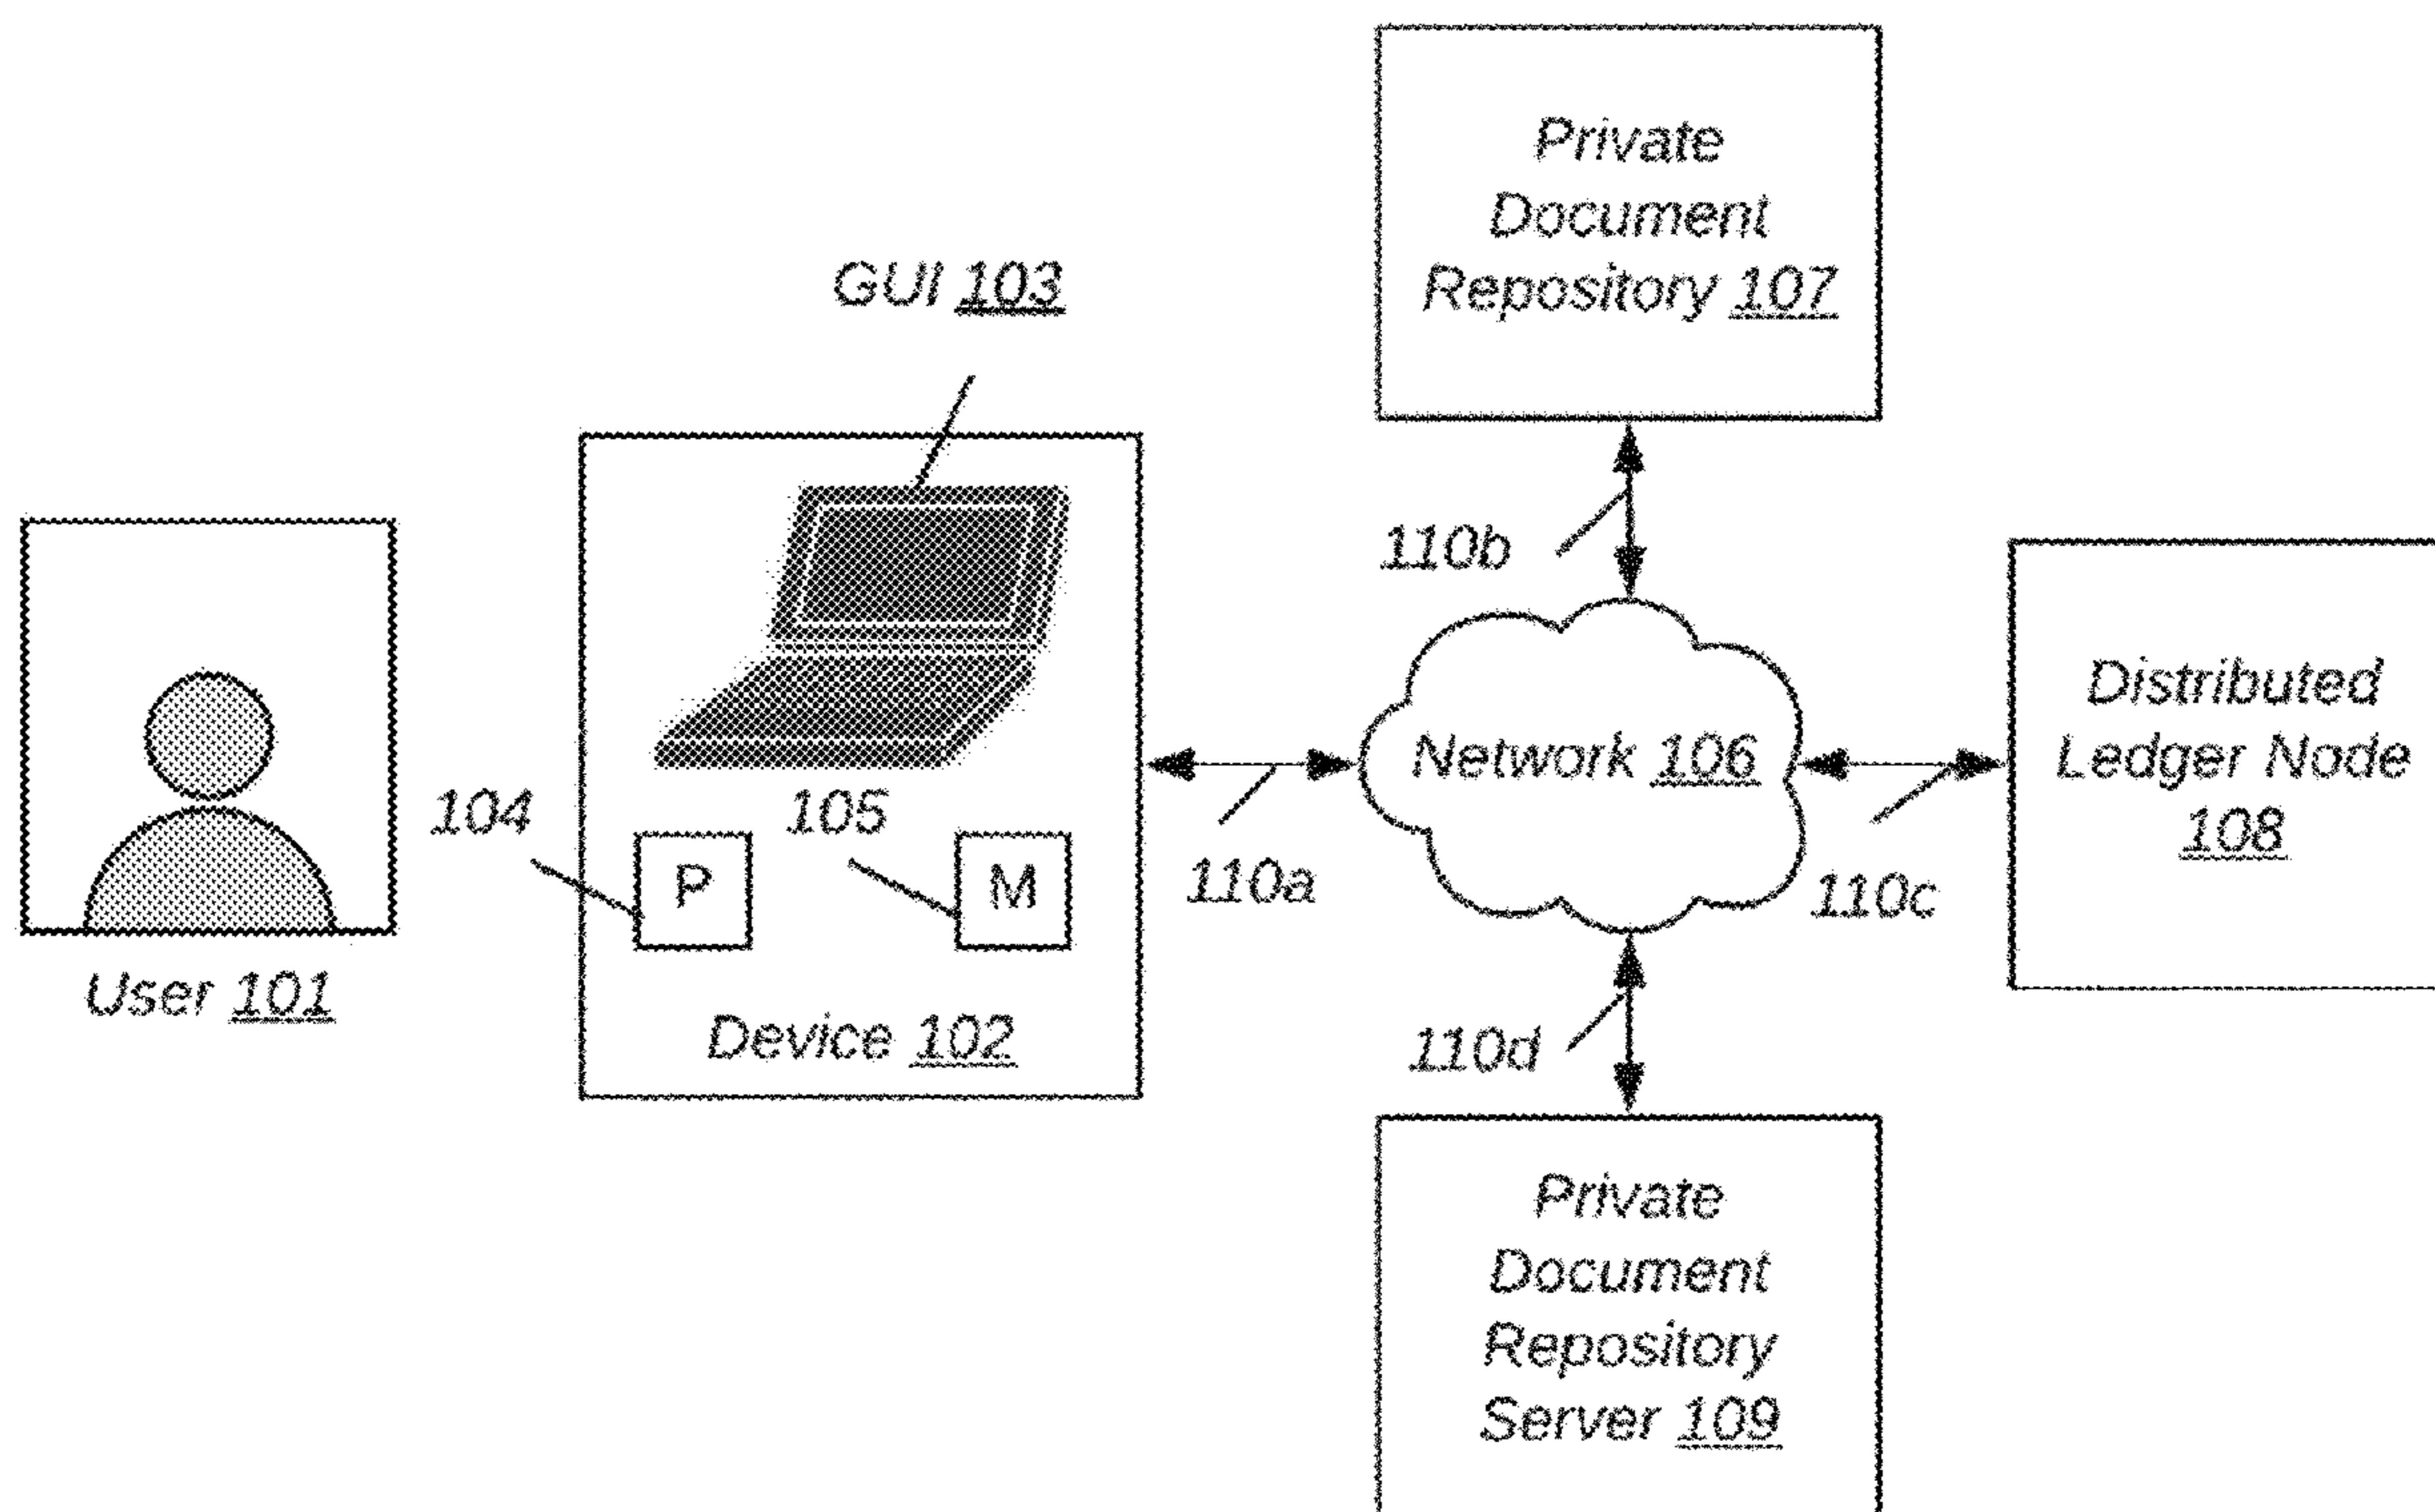 Private
Document
Repository 107
GUI 103
110b
Distributed
Ledger Node
108
Network 106
104
105
P
M
110a
110c
User 101
Device 102
110d
Private
Document
Repository
Server 109